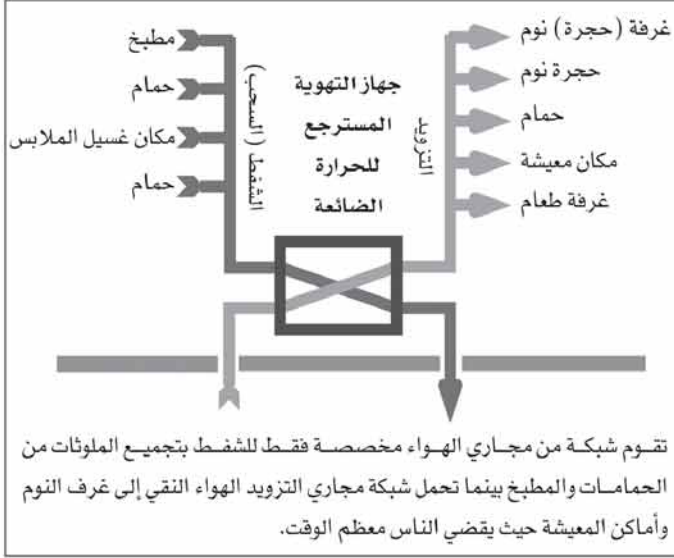 غرفة (حجرة) نوم
حجرة نوم
حمام
مكان معيشة
غرفة طعام
التزويد
جهاز التهوية
المسترجع
للحرارة
الضائعة
الشفط (السحب)
مطبخ
حمام
مكان غسيل الملابس
حمام
تقوم شبكة من مجاري الهواء مخصصة فقط للشفط بتجميع الملوثات من
الحمامات والمطبخ بينما تحمل شبكة مجاري التزويد الهواء النقي إلى غرف النوم
وأماكن المعيشة حيث يقضي الناس معظم الوقت.